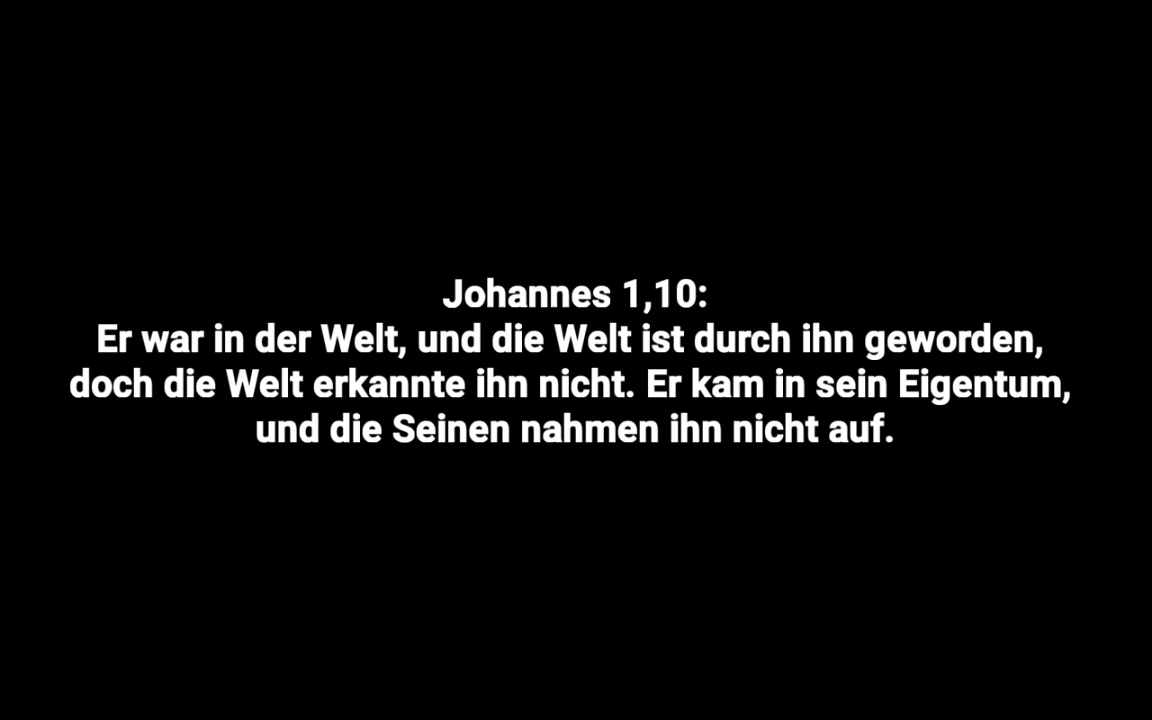 Johannes 1,10:
Er war in der Welt, und die Welt ist durch ihn geworden,
doch die Welt erkannte ihn nicht. Er kam in sein Eigentum,
und die Seinen nahmen ihn nicht auf.